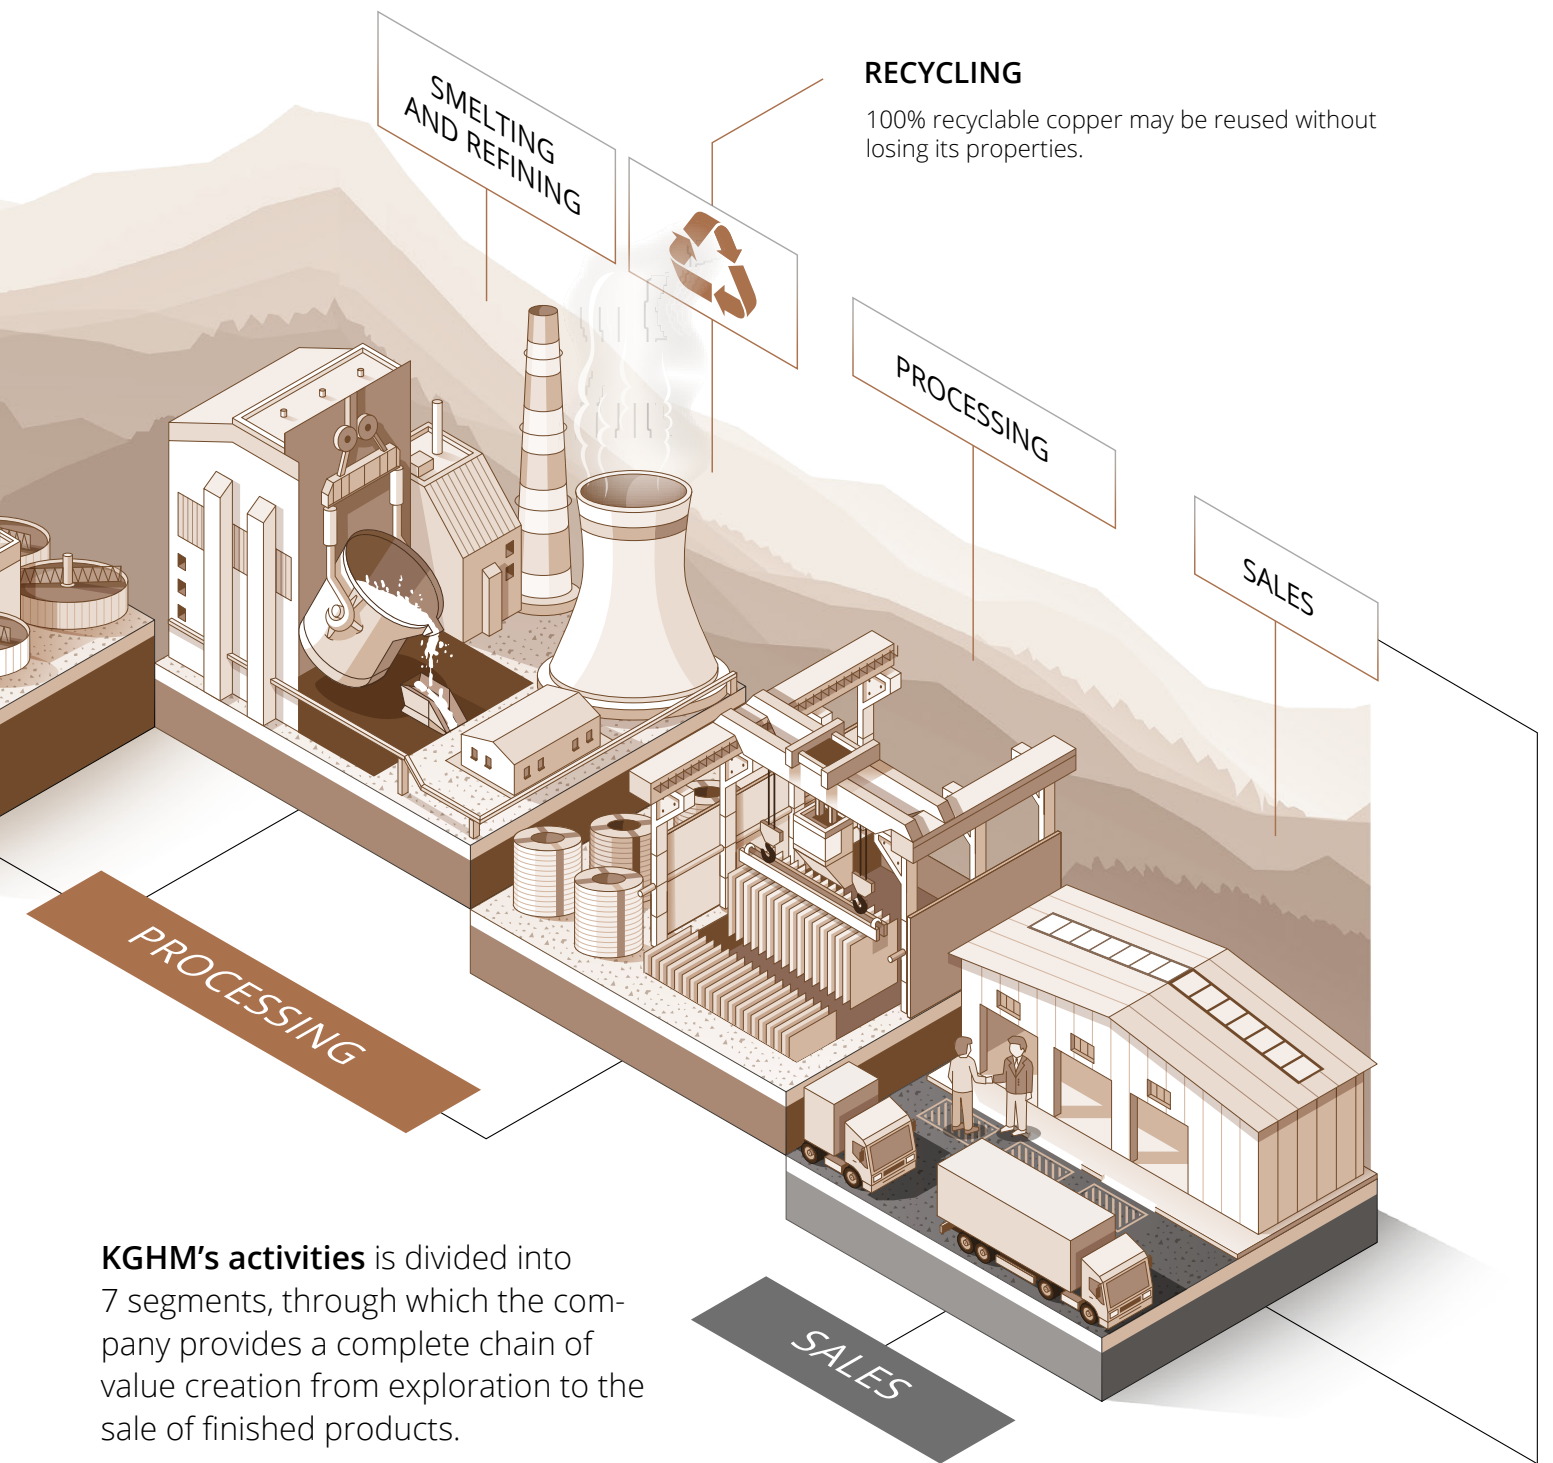 SMELTING
AND REFINING
RECYCLING
100% recyclable copper may be reused without
losing its properties.
PROCESSING
SALES
PROCESSING
KGHM’s activities is divided into
7 segments, through which the com-
pany provides a complete chain of
value creation from exploration to the
sale of finished products.
SALES